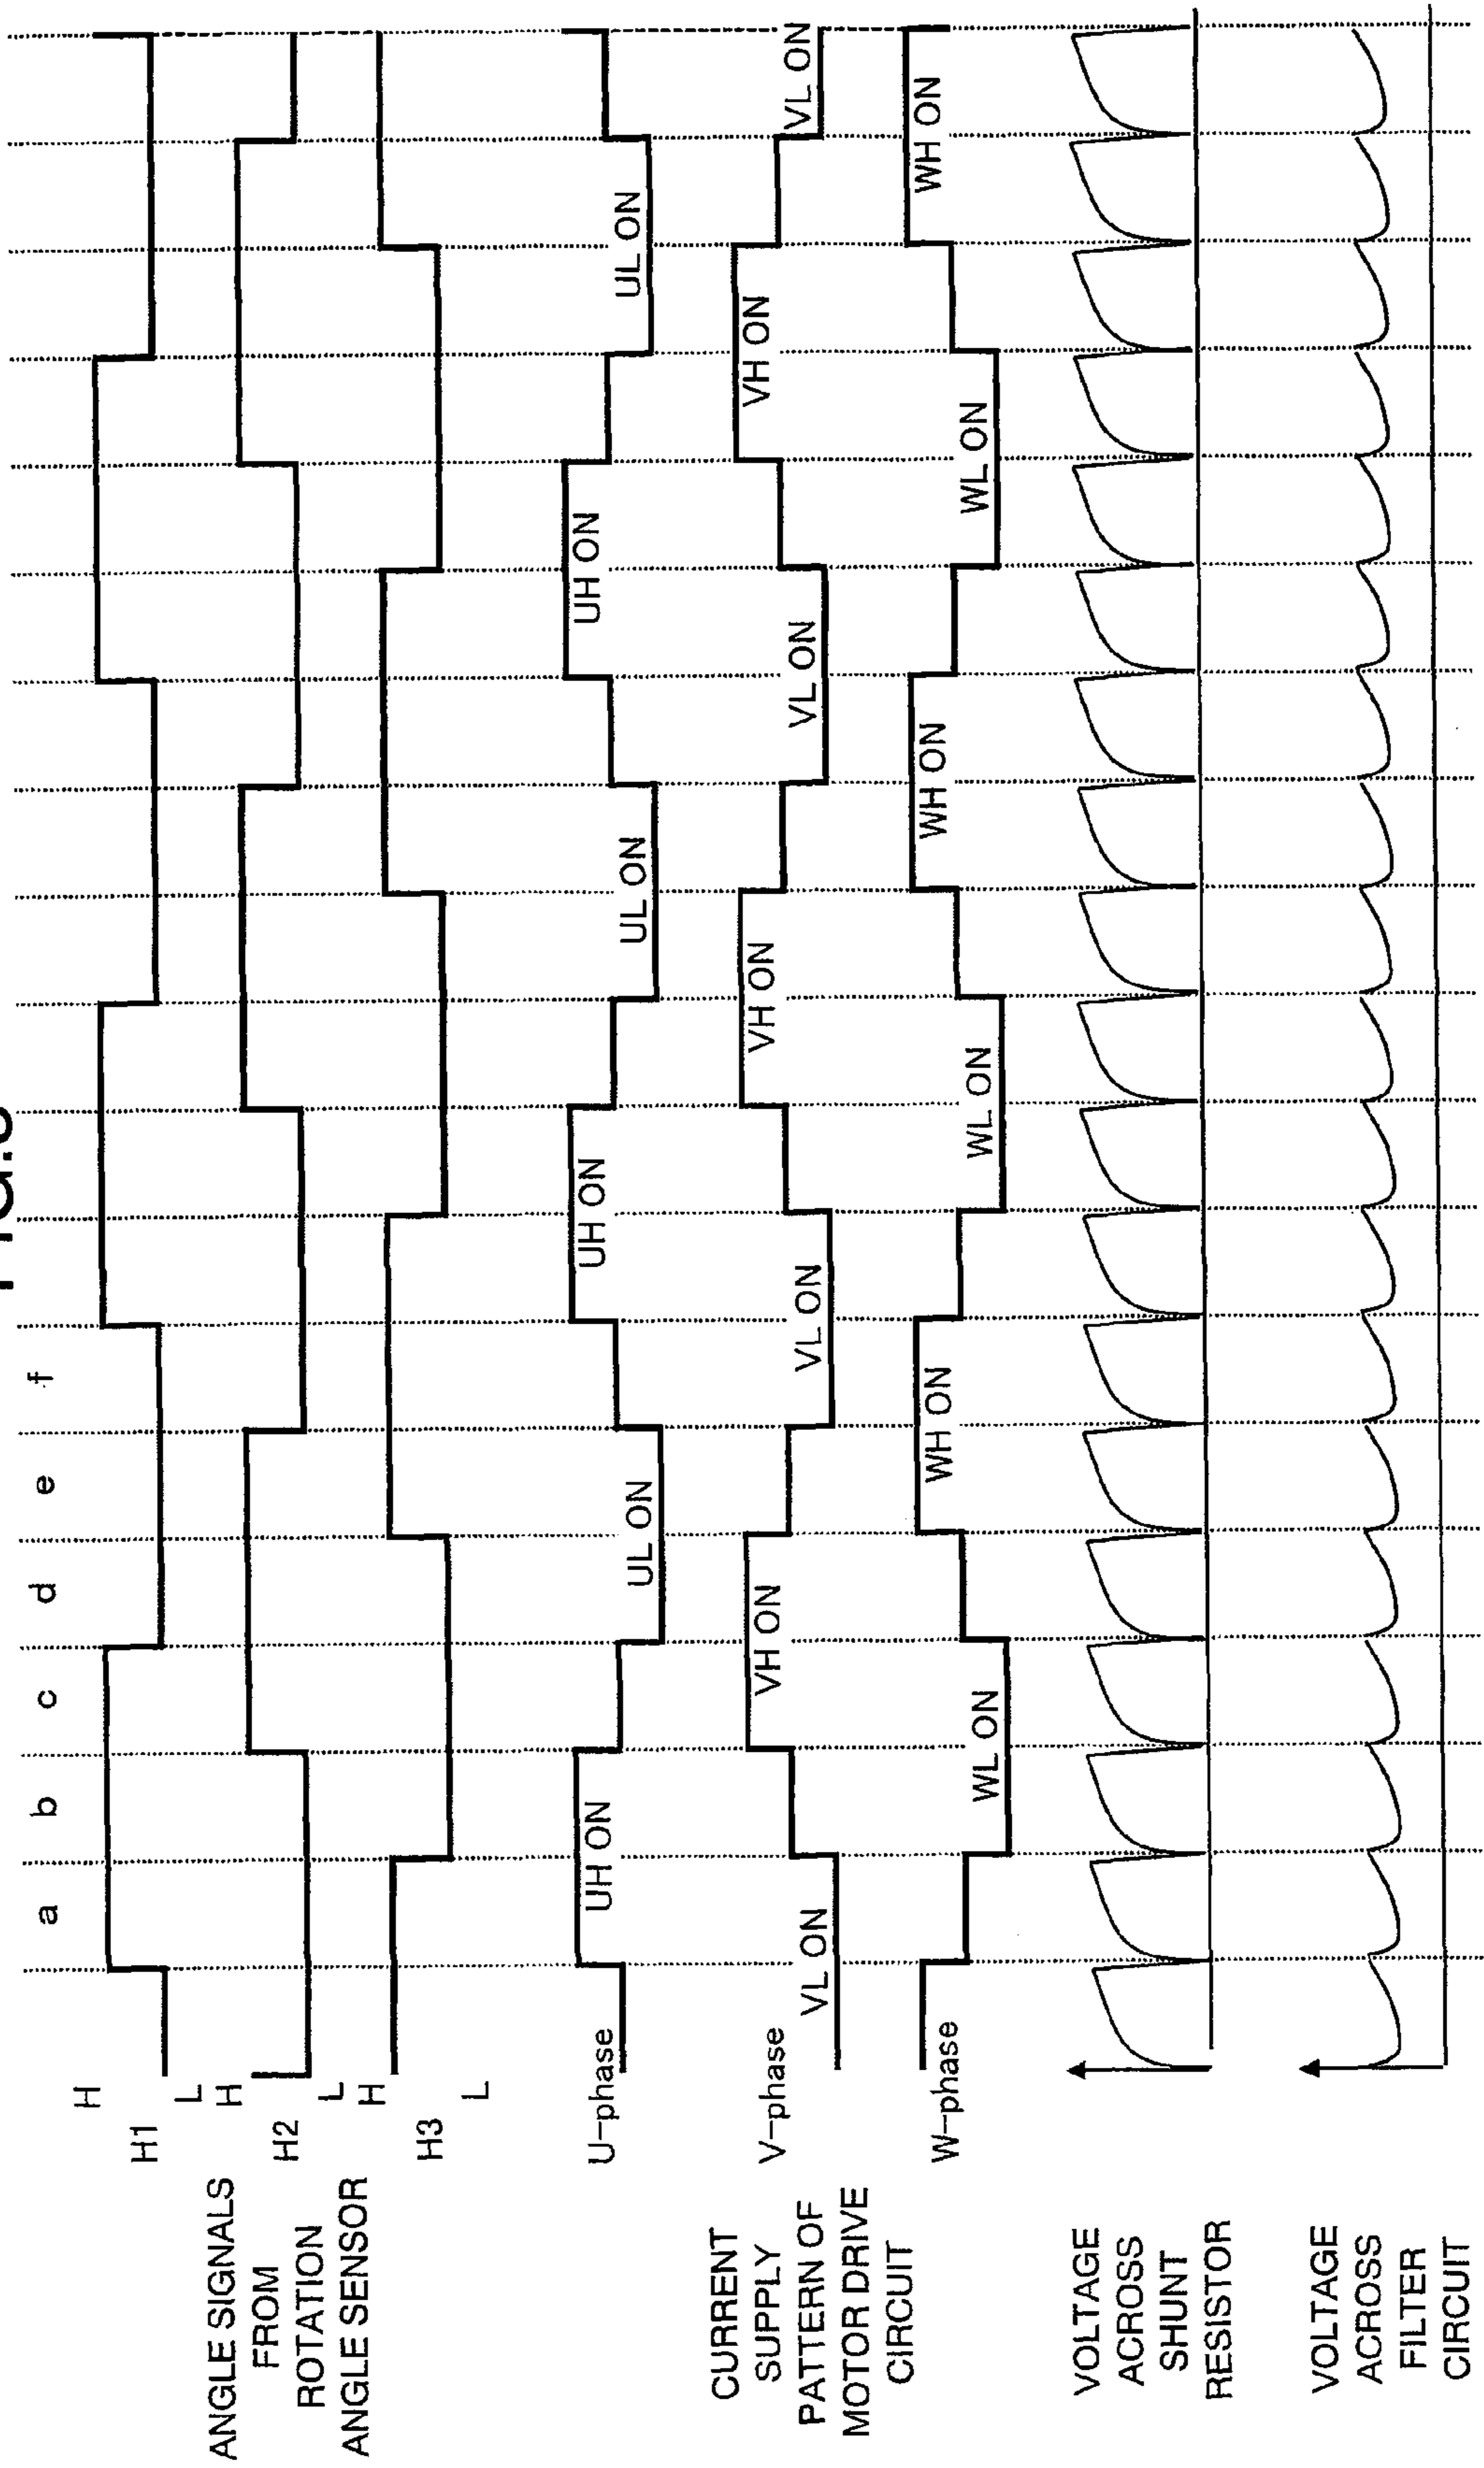 a b c d e f
H
H1
L
H
H2
L
H
H3
L
ANGLE SIGNALS
FROM
ROTATION
ANGLE SENSOR
U-phase
UH ON
UL ON
UH ON
UL ON
UH ON
UL ON
V-phase
VL ON
VH ON
VL ON
VH ON
VL ON
VH ON
VL ON
W-phase
WL ON
WH ON
WL ON
WH ON
WL ON
WH ON
CURRENT
SUPPLY
PATTERN OF
MOTOR DRIVE
CIRCUIT
VOLTAGE
ACROSS
SHUNT
RESISTOR
VOLTAGE
ACROSS
FILTER
CIRCUIT